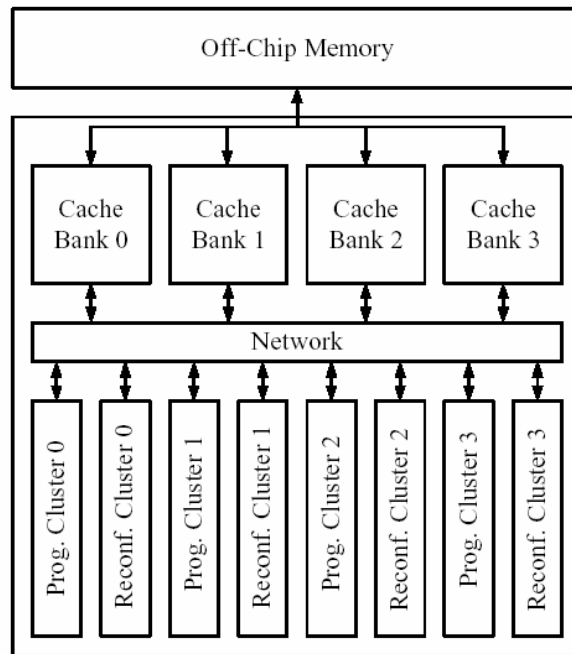 Off-Chip Memory
Cache
Bank 0
Cache
Bank 1
Cache
Bank 2
Cache
Bank 3
Network
Prog. Cluster 0
Reconf. Cluster 0
Prog. Cluster 1
Reconf. Cluster 1
Prog. Cluster 2
Reconf. Cluster 2
Prog. Cluster 3
Reconf. Cluster 3